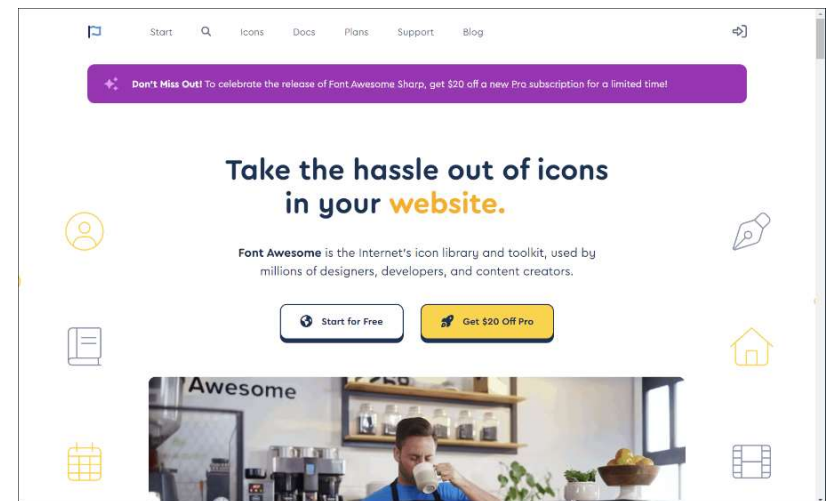 Start Icons Docs Plans Support Blog
Don't Miss Out! To celebrate the release of Font Awesome Sharp, get $20 off a new Pro subscription for a limited time!
Take the hassle out of icons
in your website.
Font Awesome is the Internet's icon library and toolkit, used by
millions of designers, developers, and content creators.
Start for Free Get $20 Off Pro
Awesome